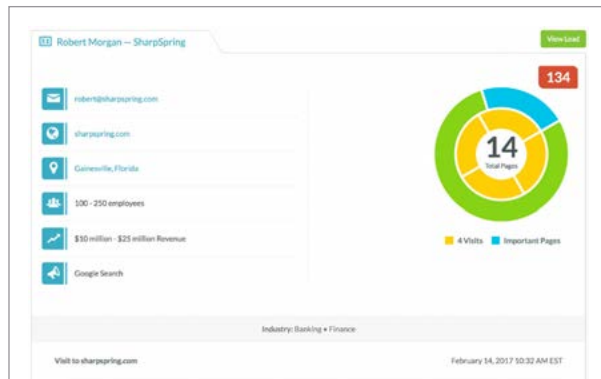 Robert Morgan — SharpSpring
View Lead
134
robert@sharpspring.com
sharpspring.com
Gainesville, Florida
100 - 250 employees
$10 million - $25 million Revenue
Google Search
14
Total Pages
4 Visits
Important Pages
Industry: Banking • Finance
Visit to sharpspring.com
February 14, 2017 10:32 AM EST